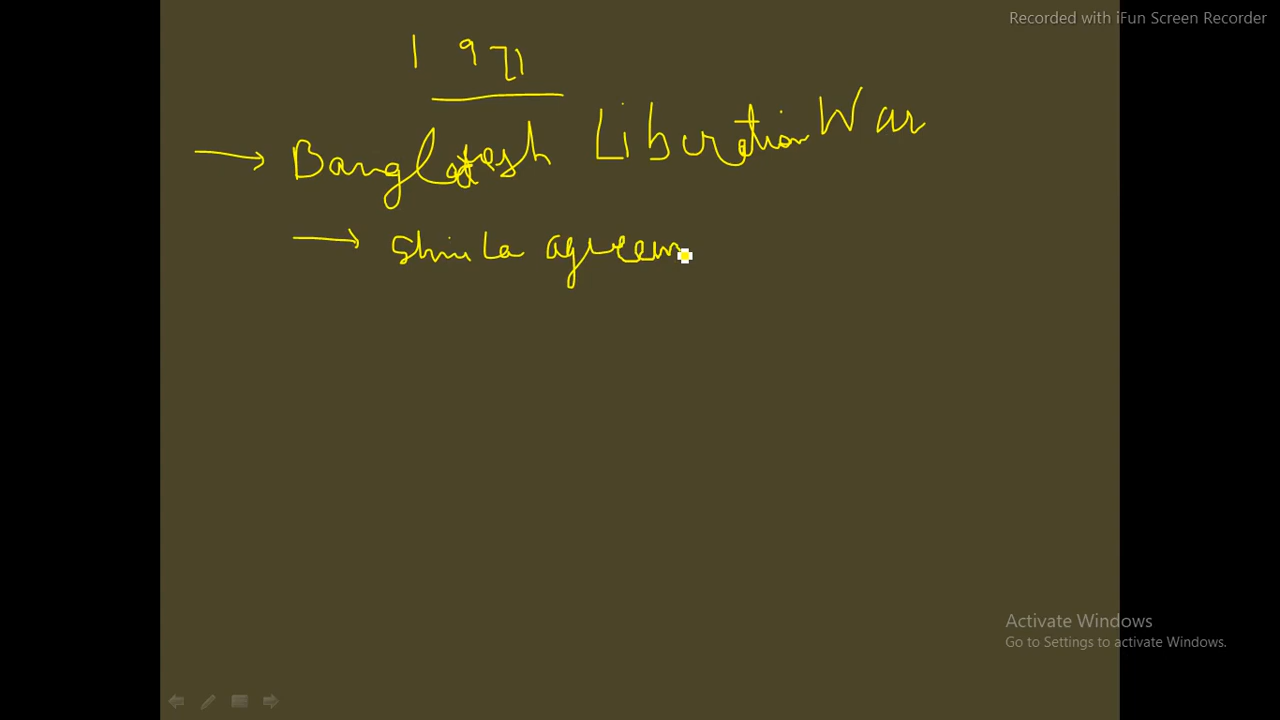 Recorded with iFun Screen Recorder
1971
→ Bangladesh Liberation War
→ Shimla agreem
Activate Windows
Go to Settings to activate Windows.